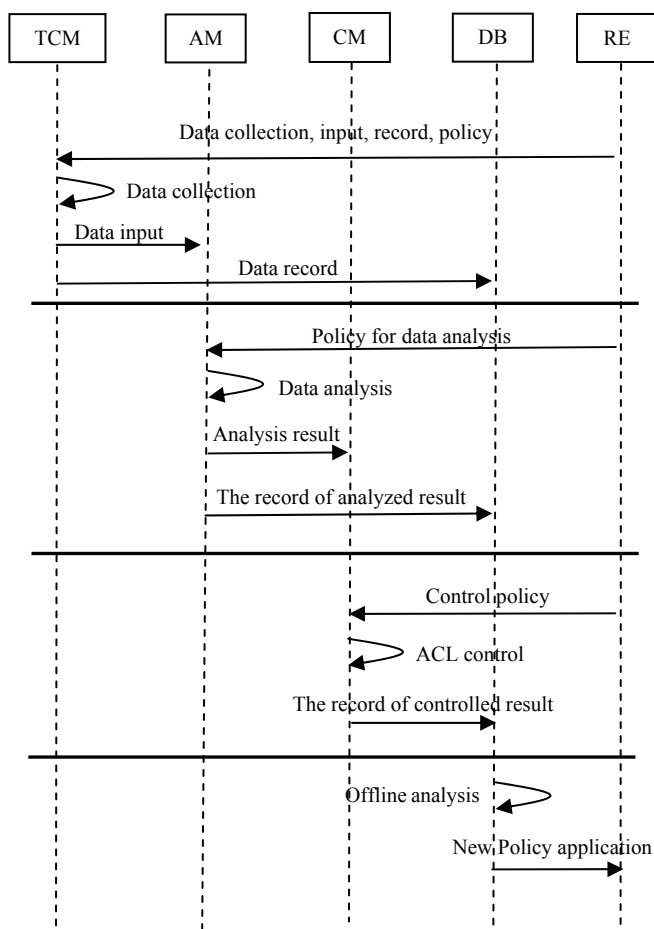 TCM
AM
CM
DB
RE
Data collection, input, record, policy
Data collection
Data input
Data record
Policy for data analysis
Data analysis
Analysis result
The record of analyzed result
Control policy
ACL control
The record of controlled result
Offline analysis
New Policy application